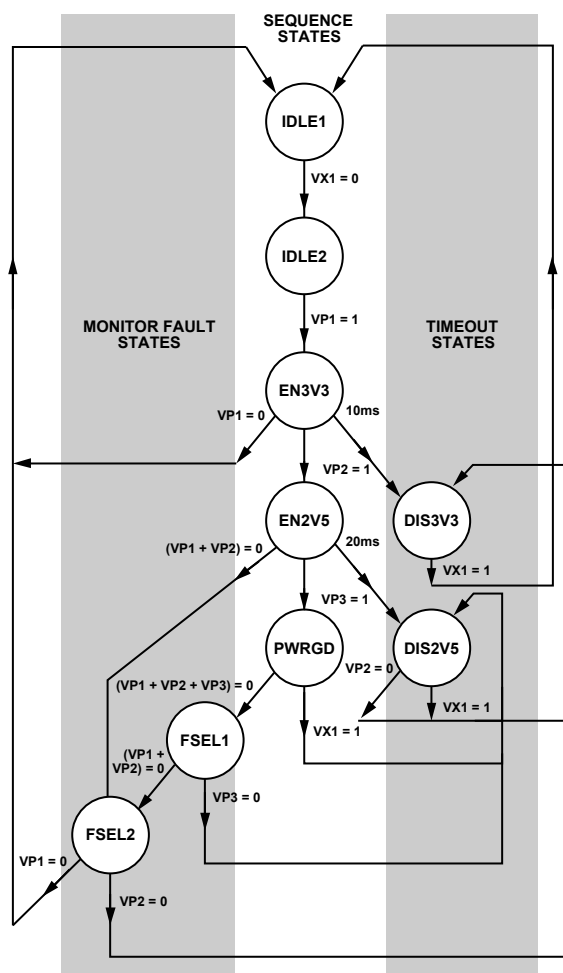 SEQUENCE
STATES
IDLE1
VX1 = 0
IDLE2
VP1 = 1
MONITOR FAULT
STATES
TIMEOUT
STATES
EN3V3
VP1 = 0
10ms
VP2 = 1
EN2V5
DIS3V3
(VP1 + VP2) = 0
20ms
VX1 = 1
VP3 = 1
PWRGD
DIS2V5
VP2 = 0
(VP1 + VP2 + VP3) = 0
VX1 = 1
VX1 = 1
FSEL1
(VP1 +
VP2) = 0
VP3 = 0
FSEL2
VP1 = 0
VP2 = 0